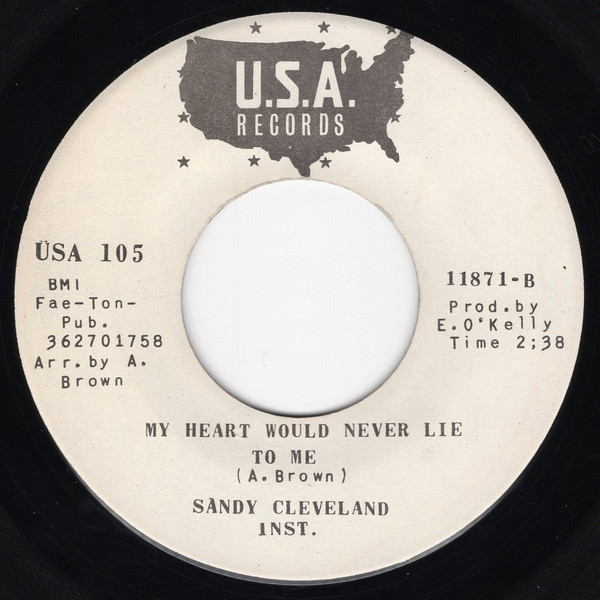 U.S.A.
RECORDS
USA 105
BMI
Fae-Ton-
Pub.
362701758
Arr.by A.
Brown
11871-B
Prod.by
E.O'Kelly
Time 2;38
MY HEART WOULD NEVER LIE
TO ME
(A.Brown)
SANDY CLEVELAND
INST.